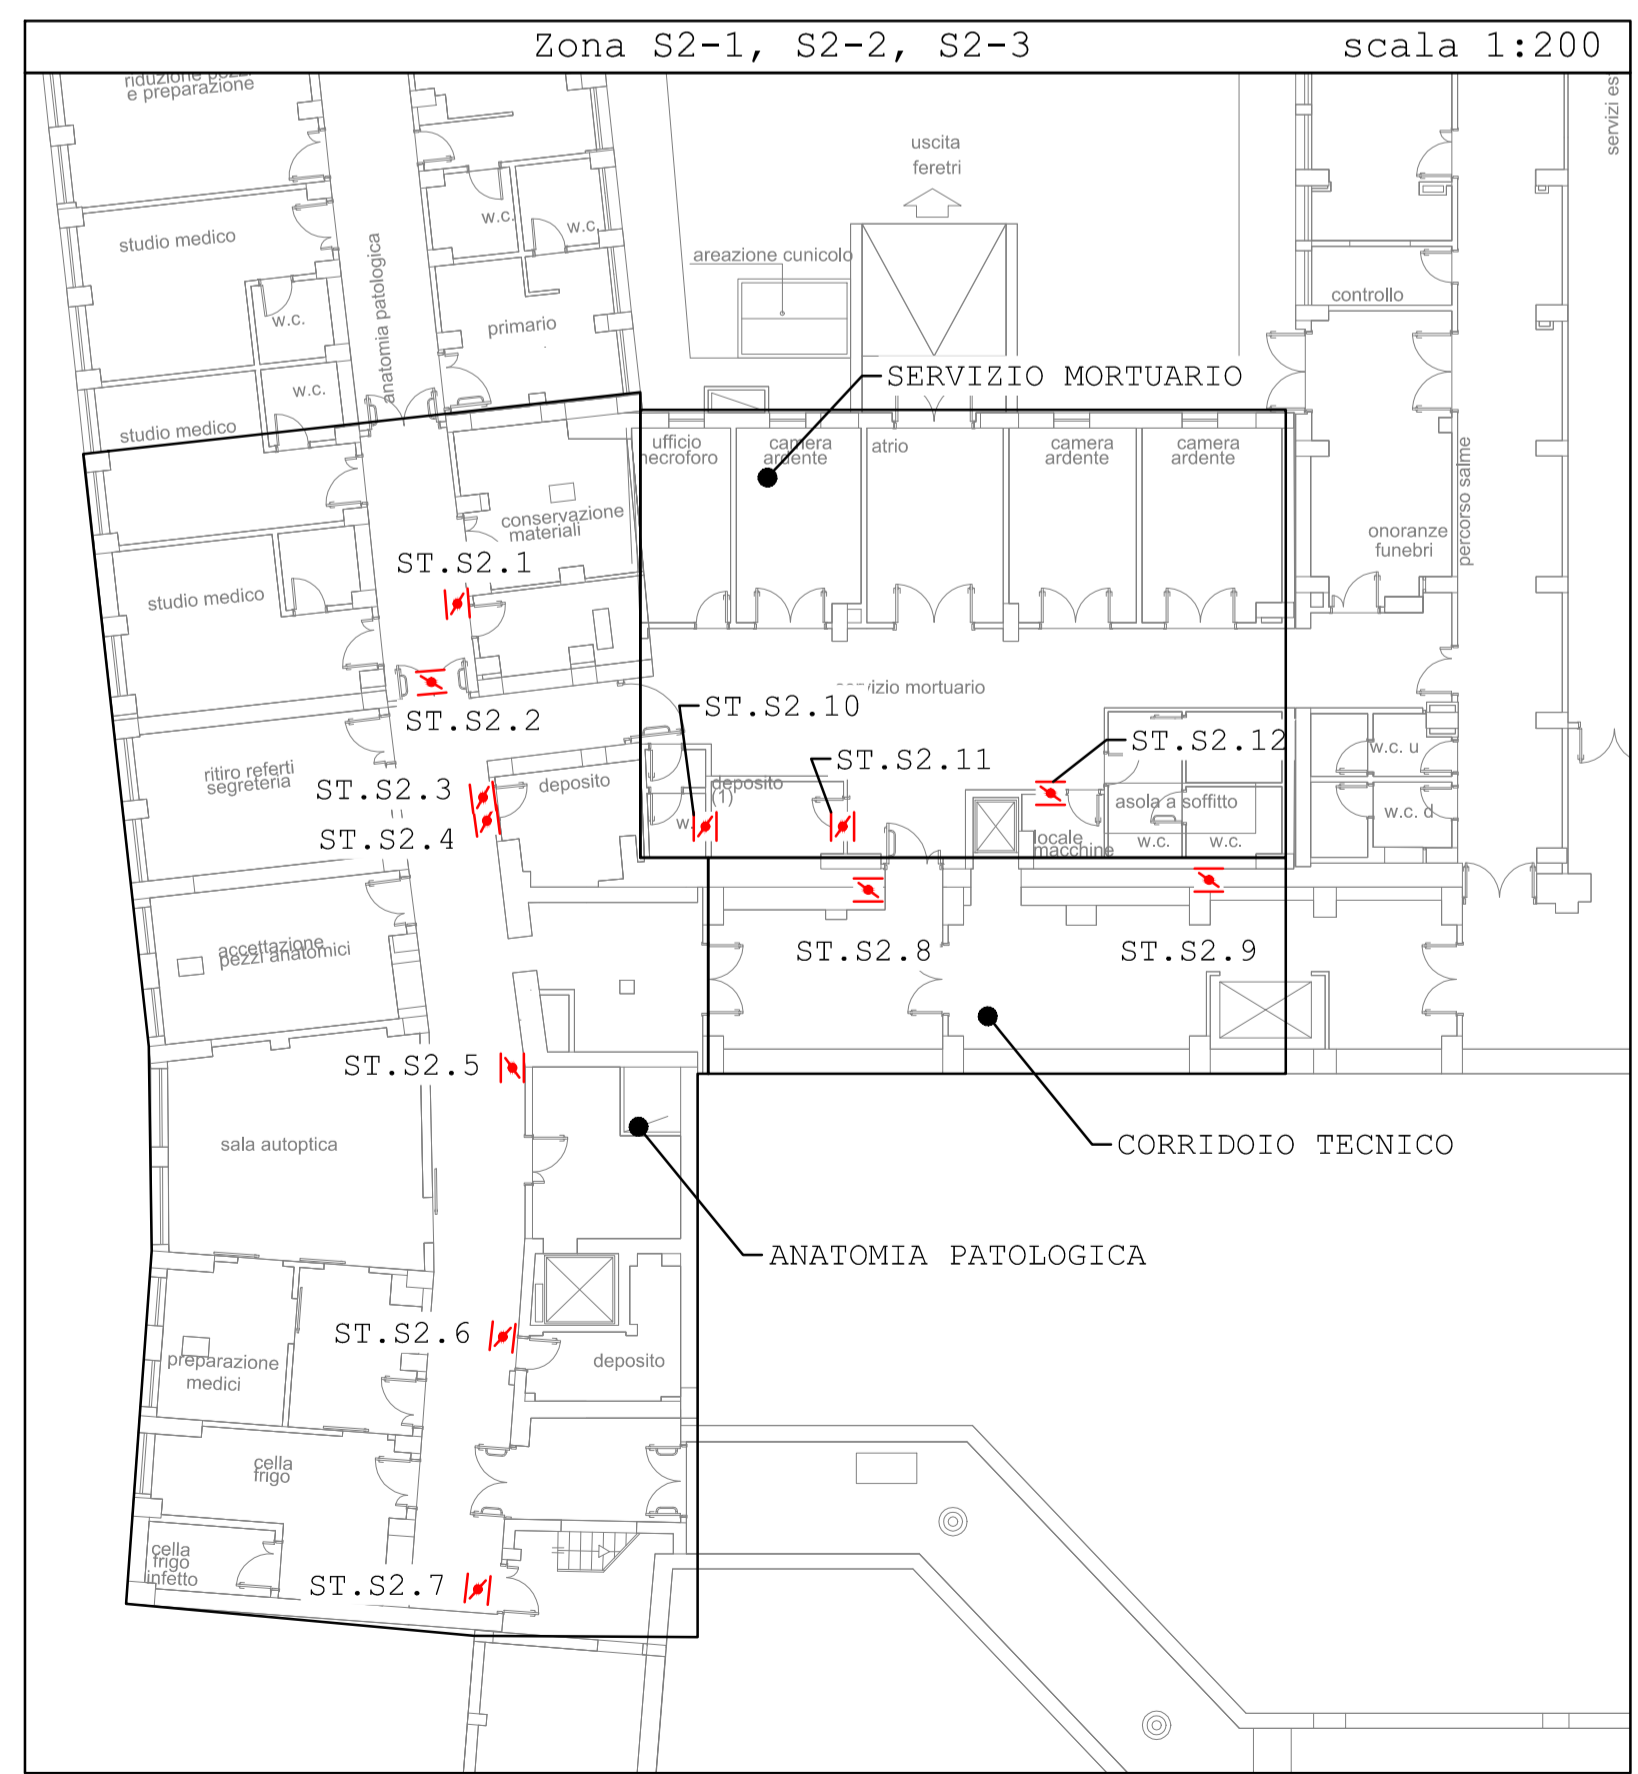 Zona S2-1, S2-2, S2-3
scala 1:200
riduzione pezzi
e preparazione
servizi es
uscita
feretri
studio medico
w.c.
w.c.
anatomia patologica
areazione cunicolo
w.c.
primario
controllo
w.c.
SERVIZIO MORTUARIO
studio medico
ufficio
necroforo
camera
ardente
atrio
camera
ardente
camera
ardente
percorso salme
conservazione
materiali
onoranze
funebri
ST.S2.1
studio medico
servizio mortuario
ST.S2.2
ST.S2.10
ST.S2.12
w.c. u
ritiro referti
segreteria
ST.S2.3
deposito
ST.S2.11
deposito
(1)
asola a soffitto
w.c. d
ST.S2.4
w.
locale
macchine
w.c.
w.c.
accettazione
pezzi anatomici
ST.S2.8
ST.S2.9
ST.S2.5
sala autoptica
CORRIDOIO TECNICO
ANATOMIA PATOLOGICA
ST.S2.6
preparazione
medici
deposito
cella
frigo
cella
frigo
infetto
ST.S2.7